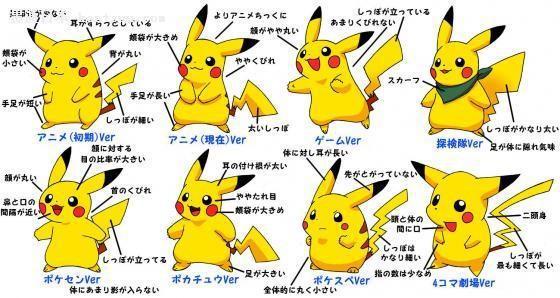 耳がすらっとしている
頬袋が
小さい
背が丸い
手足が短い
しっぽが細い
アニメ(初期)Ver
よりアニメちっくに
頬袋が大きめ
ややくびれ
手足が長い
太いしっぽ
アニメ(現在)Ver
しっぽが立っている
あまりくびれない
顔がやや丸い
ゲームVer
スカーフ
しっぽがかなり太い
足が体に隠れ気味
探検隊Ver
顔に対する
目の比率が大きい
顔が丸い
首のくびれ
鼻と口の
間隔が近い
しっぽが立ってる
ポケセンVer
体にあまり影が入らない
耳の付け根が太い
ややたれ目
頬袋が大きめ
足が大きい
ポカチュウVer
体に対し耳が長い
先がとがっていない
しっぽは
かなり細い
ポケスペVer
全体的に丸く小さい
頭と体の
間に口
二頭身
指の数は少なめ
しっぽが
最も細くて長い
4コマ劇場Ver